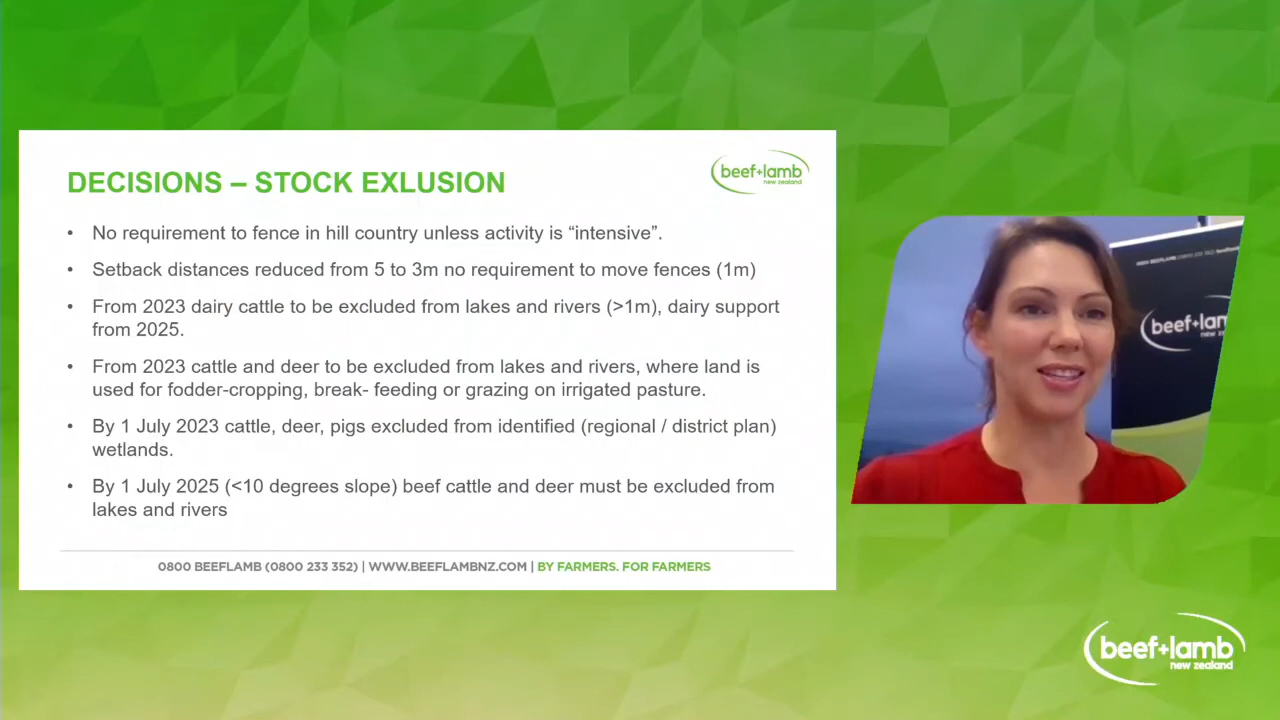 DECISIONS – STOCK EXLUSION
beef+lamb
new zealand
• No requirement to fence in hill country unless activity is “intensive”.
• Setback distances reduced from 5 to 3m no requirement to move fences (1m)
• From 2023 dairy cattle to be excluded from lakes and rivers (>1m), dairy support
from 2025.
• From 2023 cattle and deer to be excluded from lakes and rivers, where land is
used for fodder-cropping, break- feeding or grazing on irrigated pasture.
• By 1 July 2023 cattle, deer, pigs excluded from identified (regional / district plan)
wetlands.
• By 1 July 2025 (<10 degrees slope) beef cattle and deer must be excluded from
lakes and rivers
0800 BEEFLAMB (0800 233 352) | WWW.BEEFLAMBNZ.COM | BY FARMERS. FOR FARMERS
beef+lam
beef+lamb
new zealand